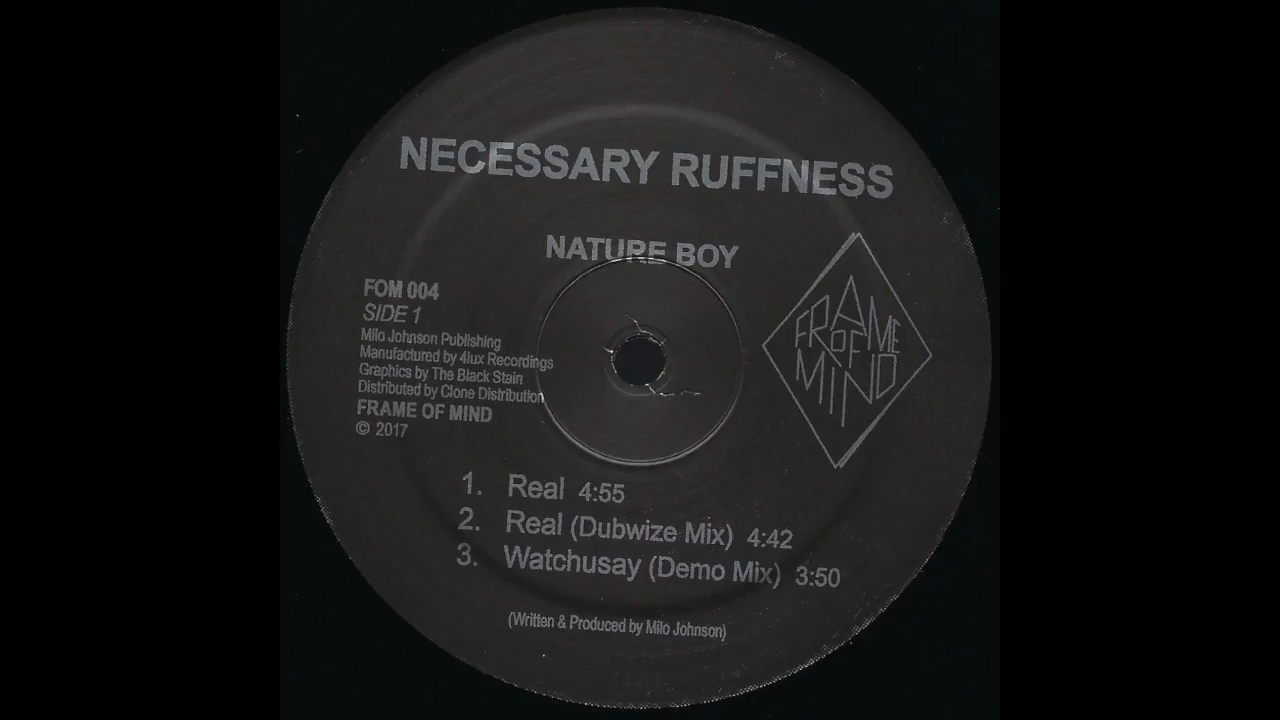 NECESSARY RUFFNESS
NATURE BOY
FOM 004
SIDE 1
Milo Johnson Publishing
Manufactured by 4lux Recordings
Graphics by The Black Stain
Distributed by Clone Distribution
FRAME OF MIND
© 2017
FRAME
OF
MIND
1. Real 4:55
2. Real (Dubwize Mix) 4:42
3. Watchusay (Demo Mix) 3:50
(Written & Produced by Milo Johnson)